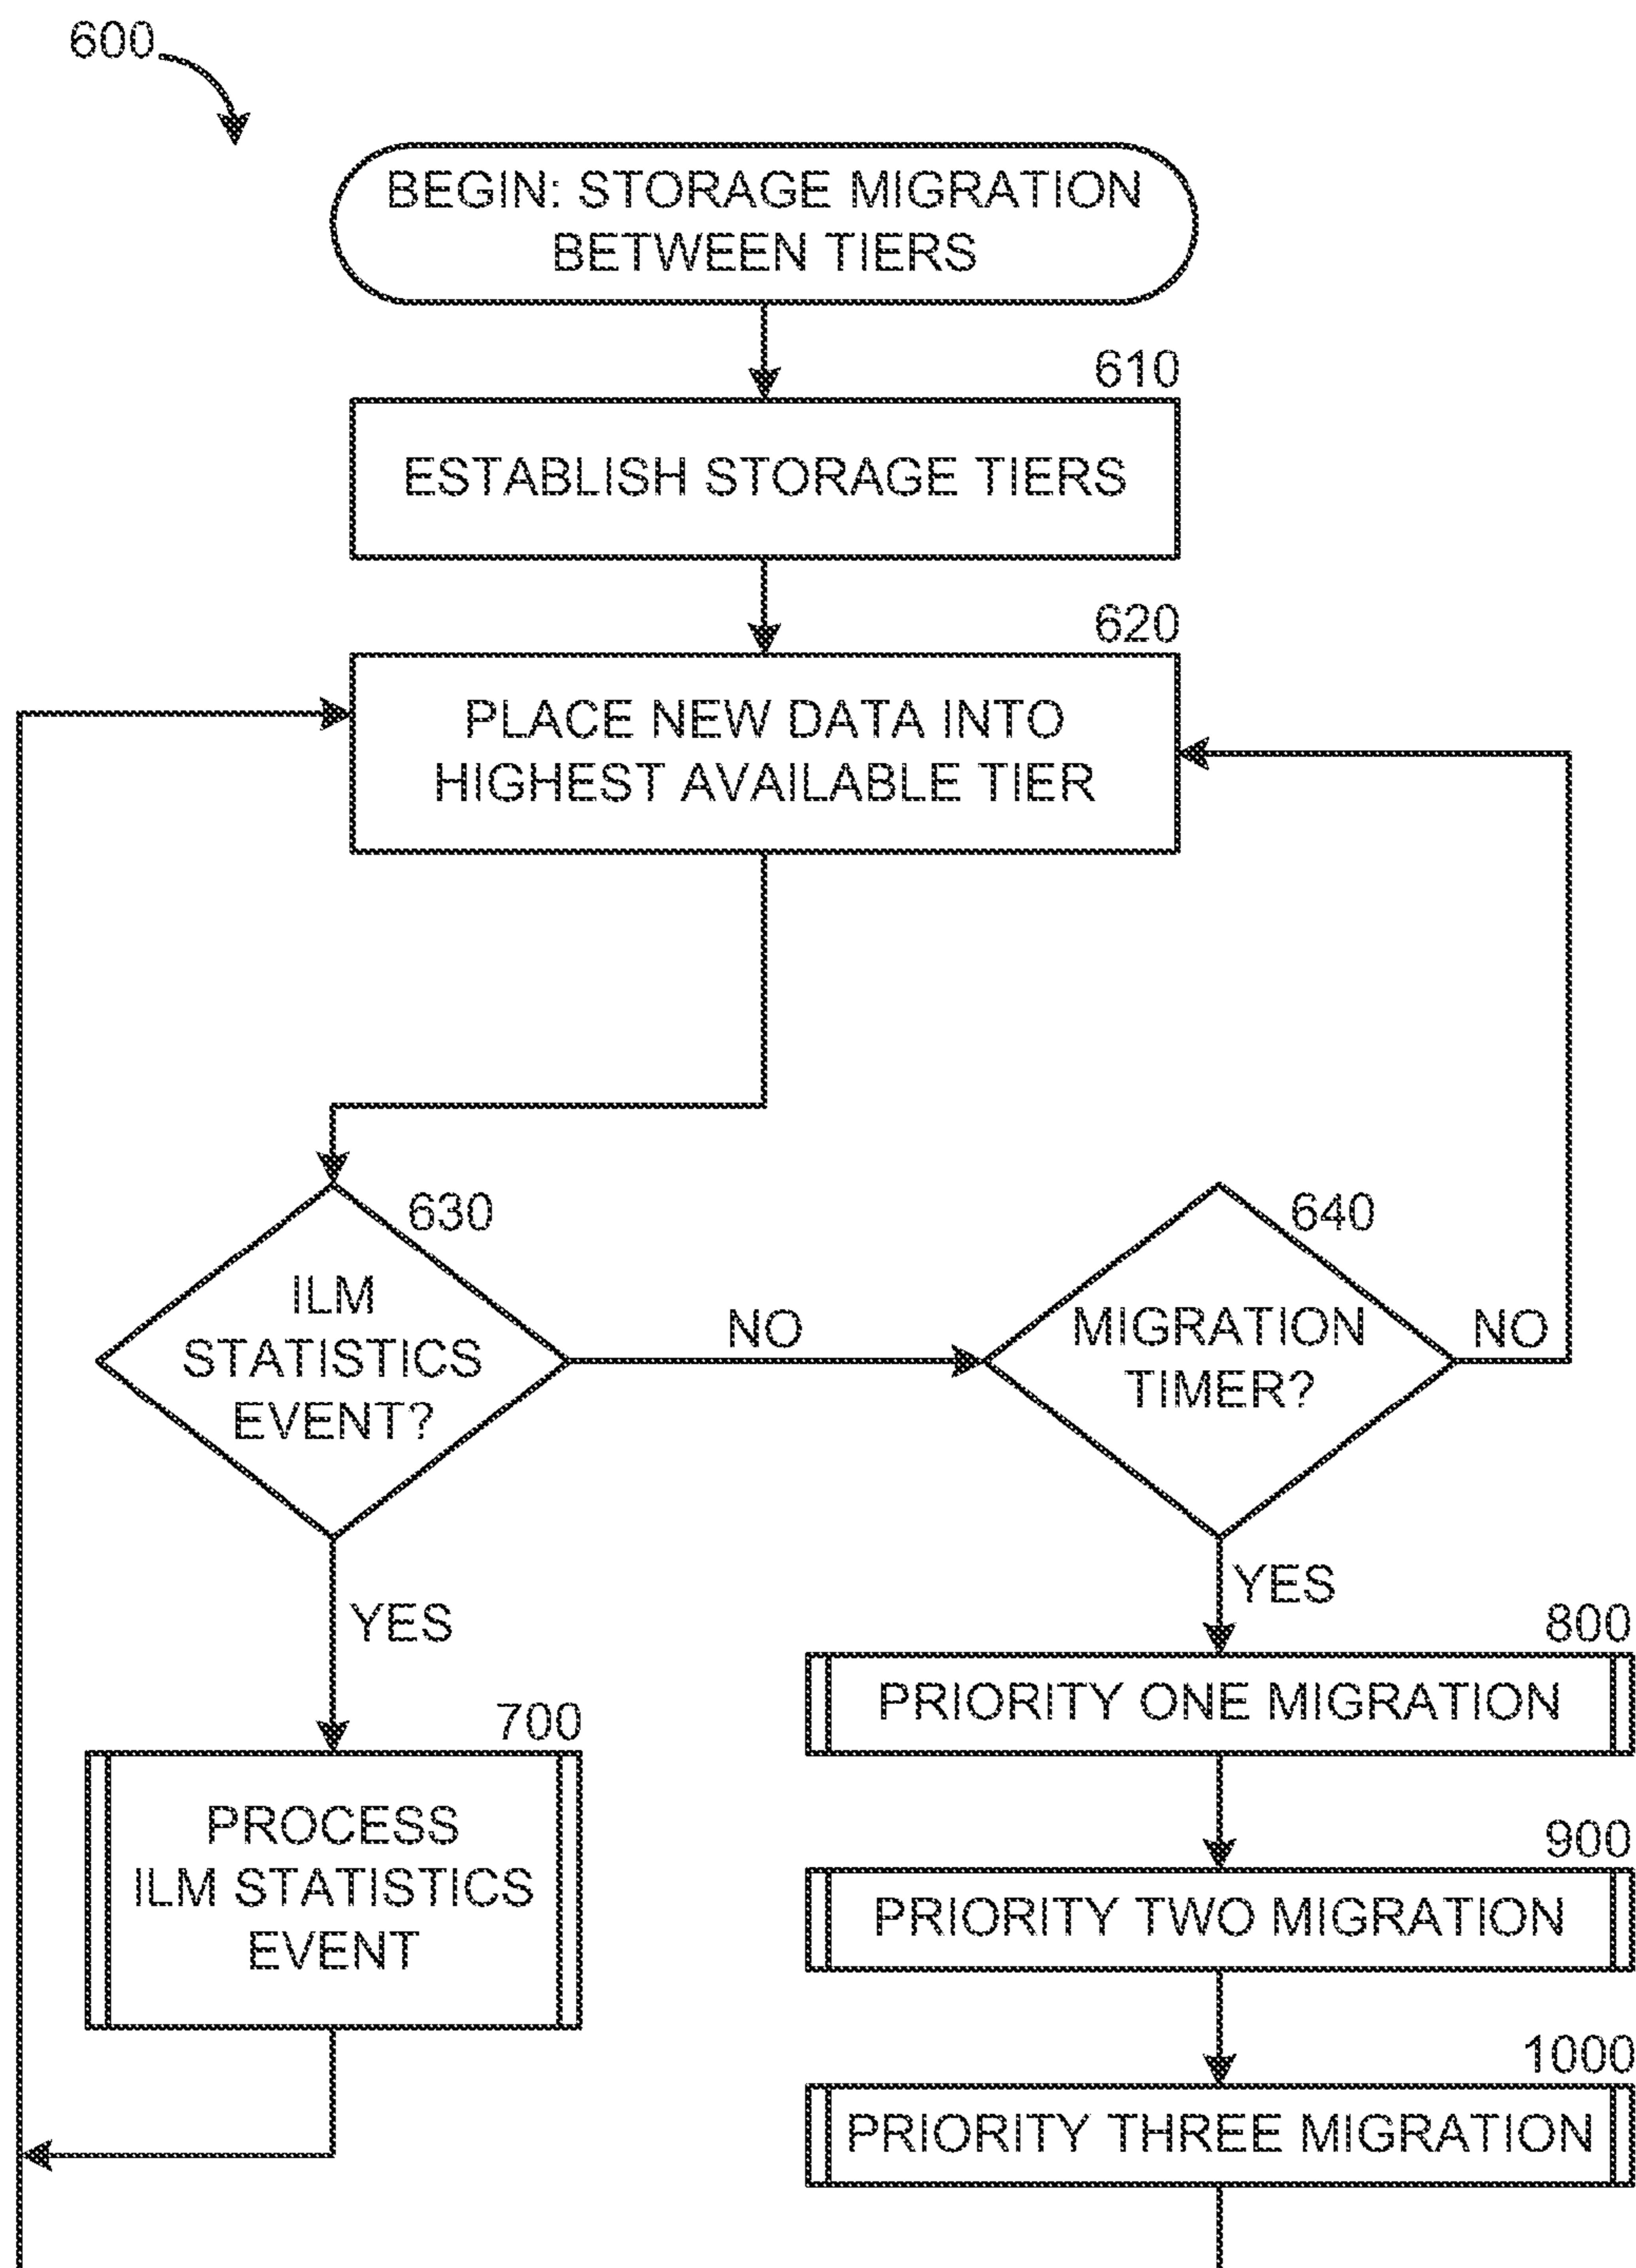 600
BEGIN: STORAGE MIGRATION
BETWEEN TIERS
610
ESTABLISH STORAGE TIERS
620
PLACE NEW DATA INTO
HIGHEST AVAILABLE TIER
630
ILM
STATISTICS
EVENT?
NO
640
MIGRATION
TIMER?
NO
YES
YES
700
PROCESS
ILM STATISTICS
EVENT
800
PRIORITY ONE MIGRATION
900
PRIORITY TWO MIGRATION
1000
PRIORITY THREE MIGRATION